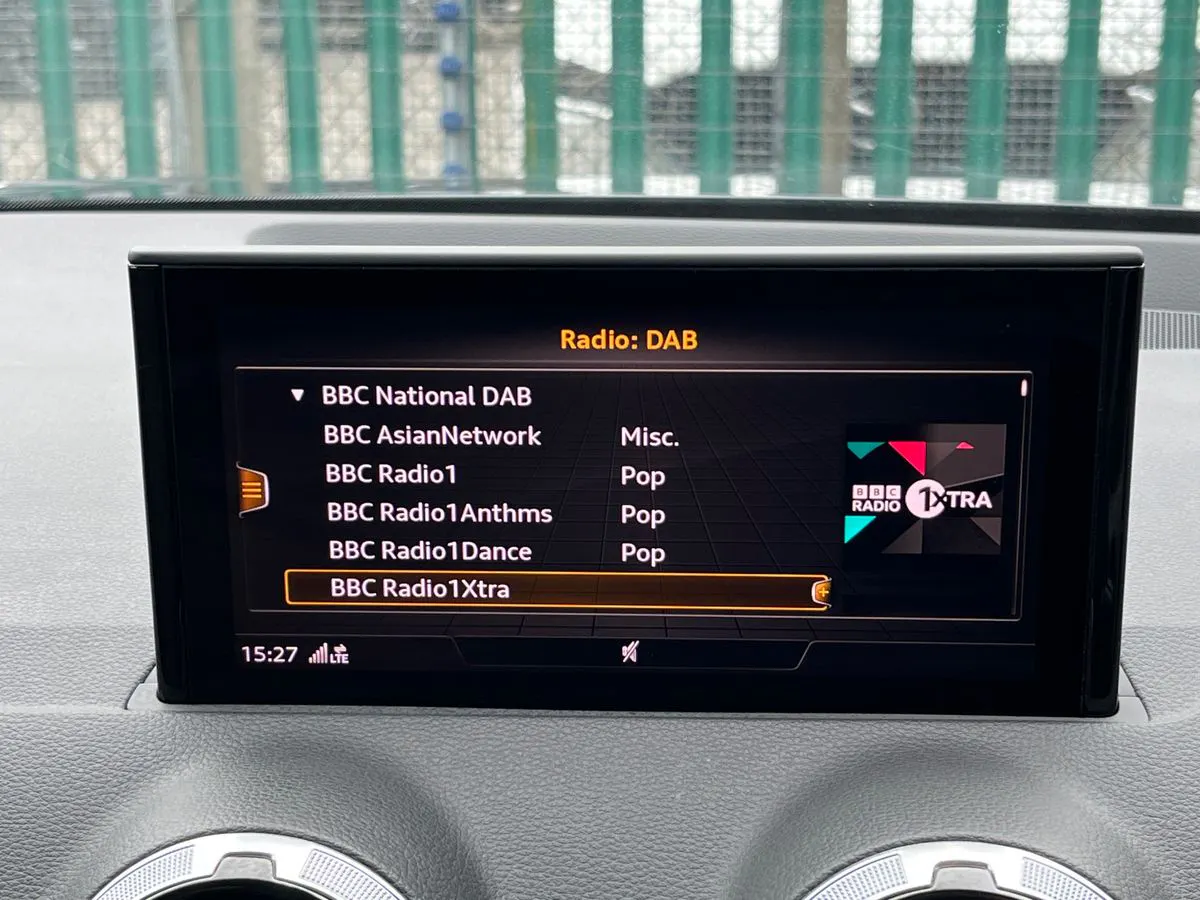 Radio: DAB
BBC National DAB
BBC AsianNetwork Misc.
BBC Radio1 Pop
BBC Radio1Anthms Pop
BBC Radio1Dance Pop
BBC Radio1Xtra
BBC
RADIO 1XTRA
15:27 LTE